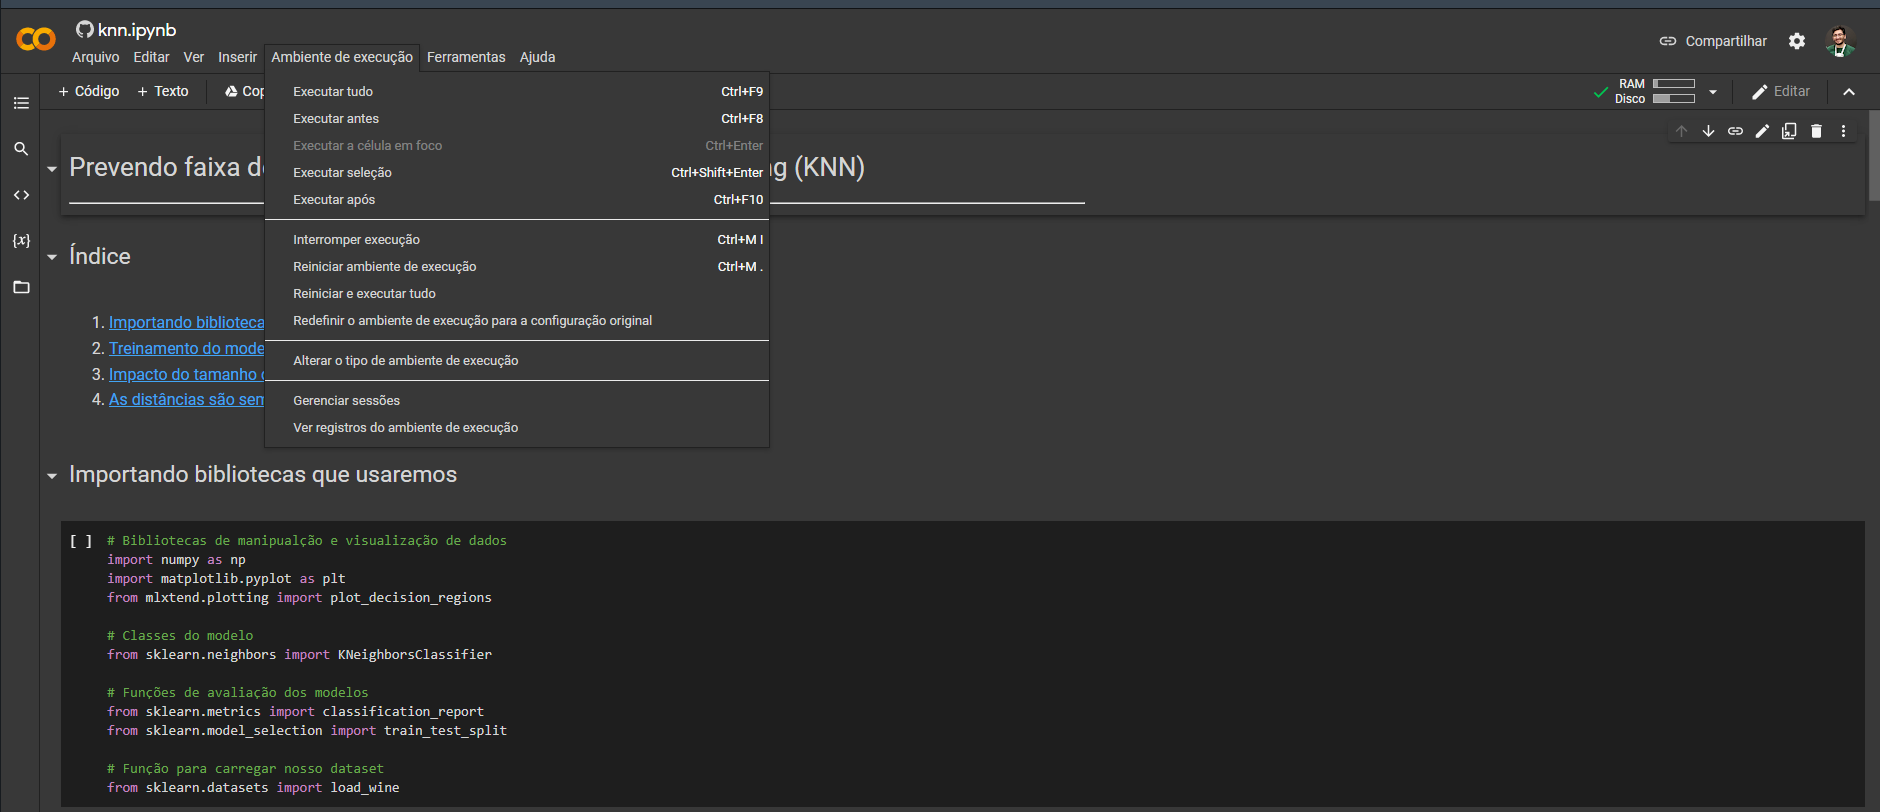 knn.ipynb
Arquivo Editar Ver Inserir Ambiente de execução Ferramentas Ajuda
Compartilhar
+ Código + Texto
RAM
Disco
Editar
Executar tudo Ctrl+F9
Executar antes Ctrl+F8
Executar a célula em foco Ctrl+Enter
Executar seleção Ctrl+Shift+Enter
Executar após Ctrl+F10
Interromper execução Ctrl+M I
Reiniciar ambiente de execução Ctrl+M .
Reiniciar e executar tudo
Redefinir o ambiente de execução para a configuração original
Alterar o tipo de ambiente de execução
Gerenciar sessões
Ver registros do ambiente de execução
Prevendo faixa (KNN)
Índice
1. Importando
2. Treinamento do
3. Impacto do tamanho
4. As distâncias são
Importando bibliotecas que usaremos
[ ] # Bibliotecas de manipualção e visualização de dados
import numpy as np
import matplotlib.pyplot as plt
from mlxtend.plotting import plot_decision_regions
# Classes do modelo
from sklearn.neighbors import KNeighborsClassifier
# Funções de avaliação dos modelos
from sklearn.metrics import classification_report
from sklearn.model_selection import train_test_split
# Função para carregar nosso dataset
from sklearn.datasets import load_wine